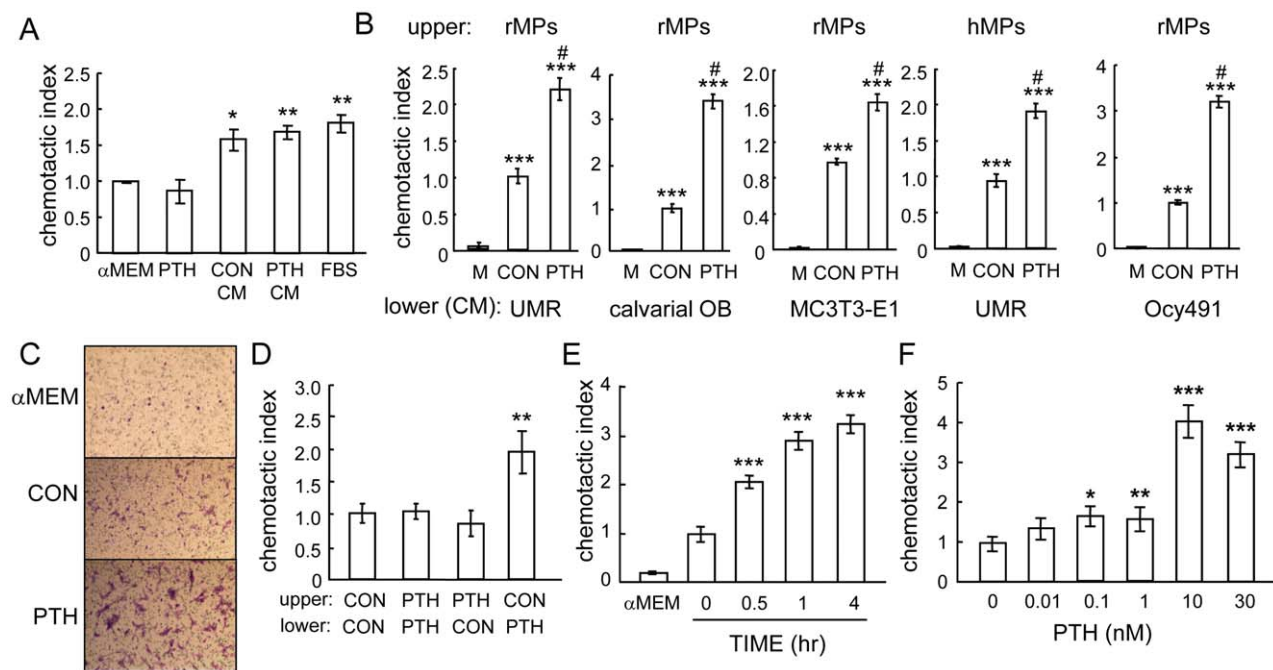 A
chemotactic index
2.5
2.0
1.5
1.0
0.5
0
*
**
**
αMEM PTH CON CM PTH CM FBS
B
upper: rMPs rMPs rMPs hMPs rMPs
chemotactic index
2.5
2.0
1.5
1.0
0.5
0
***
#
***
M CON PTH
4
3
2
1
0
***
#
***
M CON PTH
2.0
1.6
1.2
0.8
0.4
0
***
#
***
M CON PTH
2.5
2.0
1.5
1.0
0.5
0
***
#
***
M CON PTH
4
3
2
1
0
***
#
***
M CON PTH
lower (CM): UMR calvarial OB MC3T3-E1 UMR Ocy491
C
αMEM
CON
PTH
D
chemotactic index
3.0
2.5
2.0
1.5
1.0
0.5
0
**
upper: CON PTH PTH CON
lower: CON PTH CON PTH
E
chemotactic index
4
3
2
1
0
***
***
***
αMEM 0 0.5 1 4
TIME (hr)
F
chemotactic index
5
4
3
2
1
0
*
**
***
***
0 0.01 0.1 1 10 30
PTH (nM)